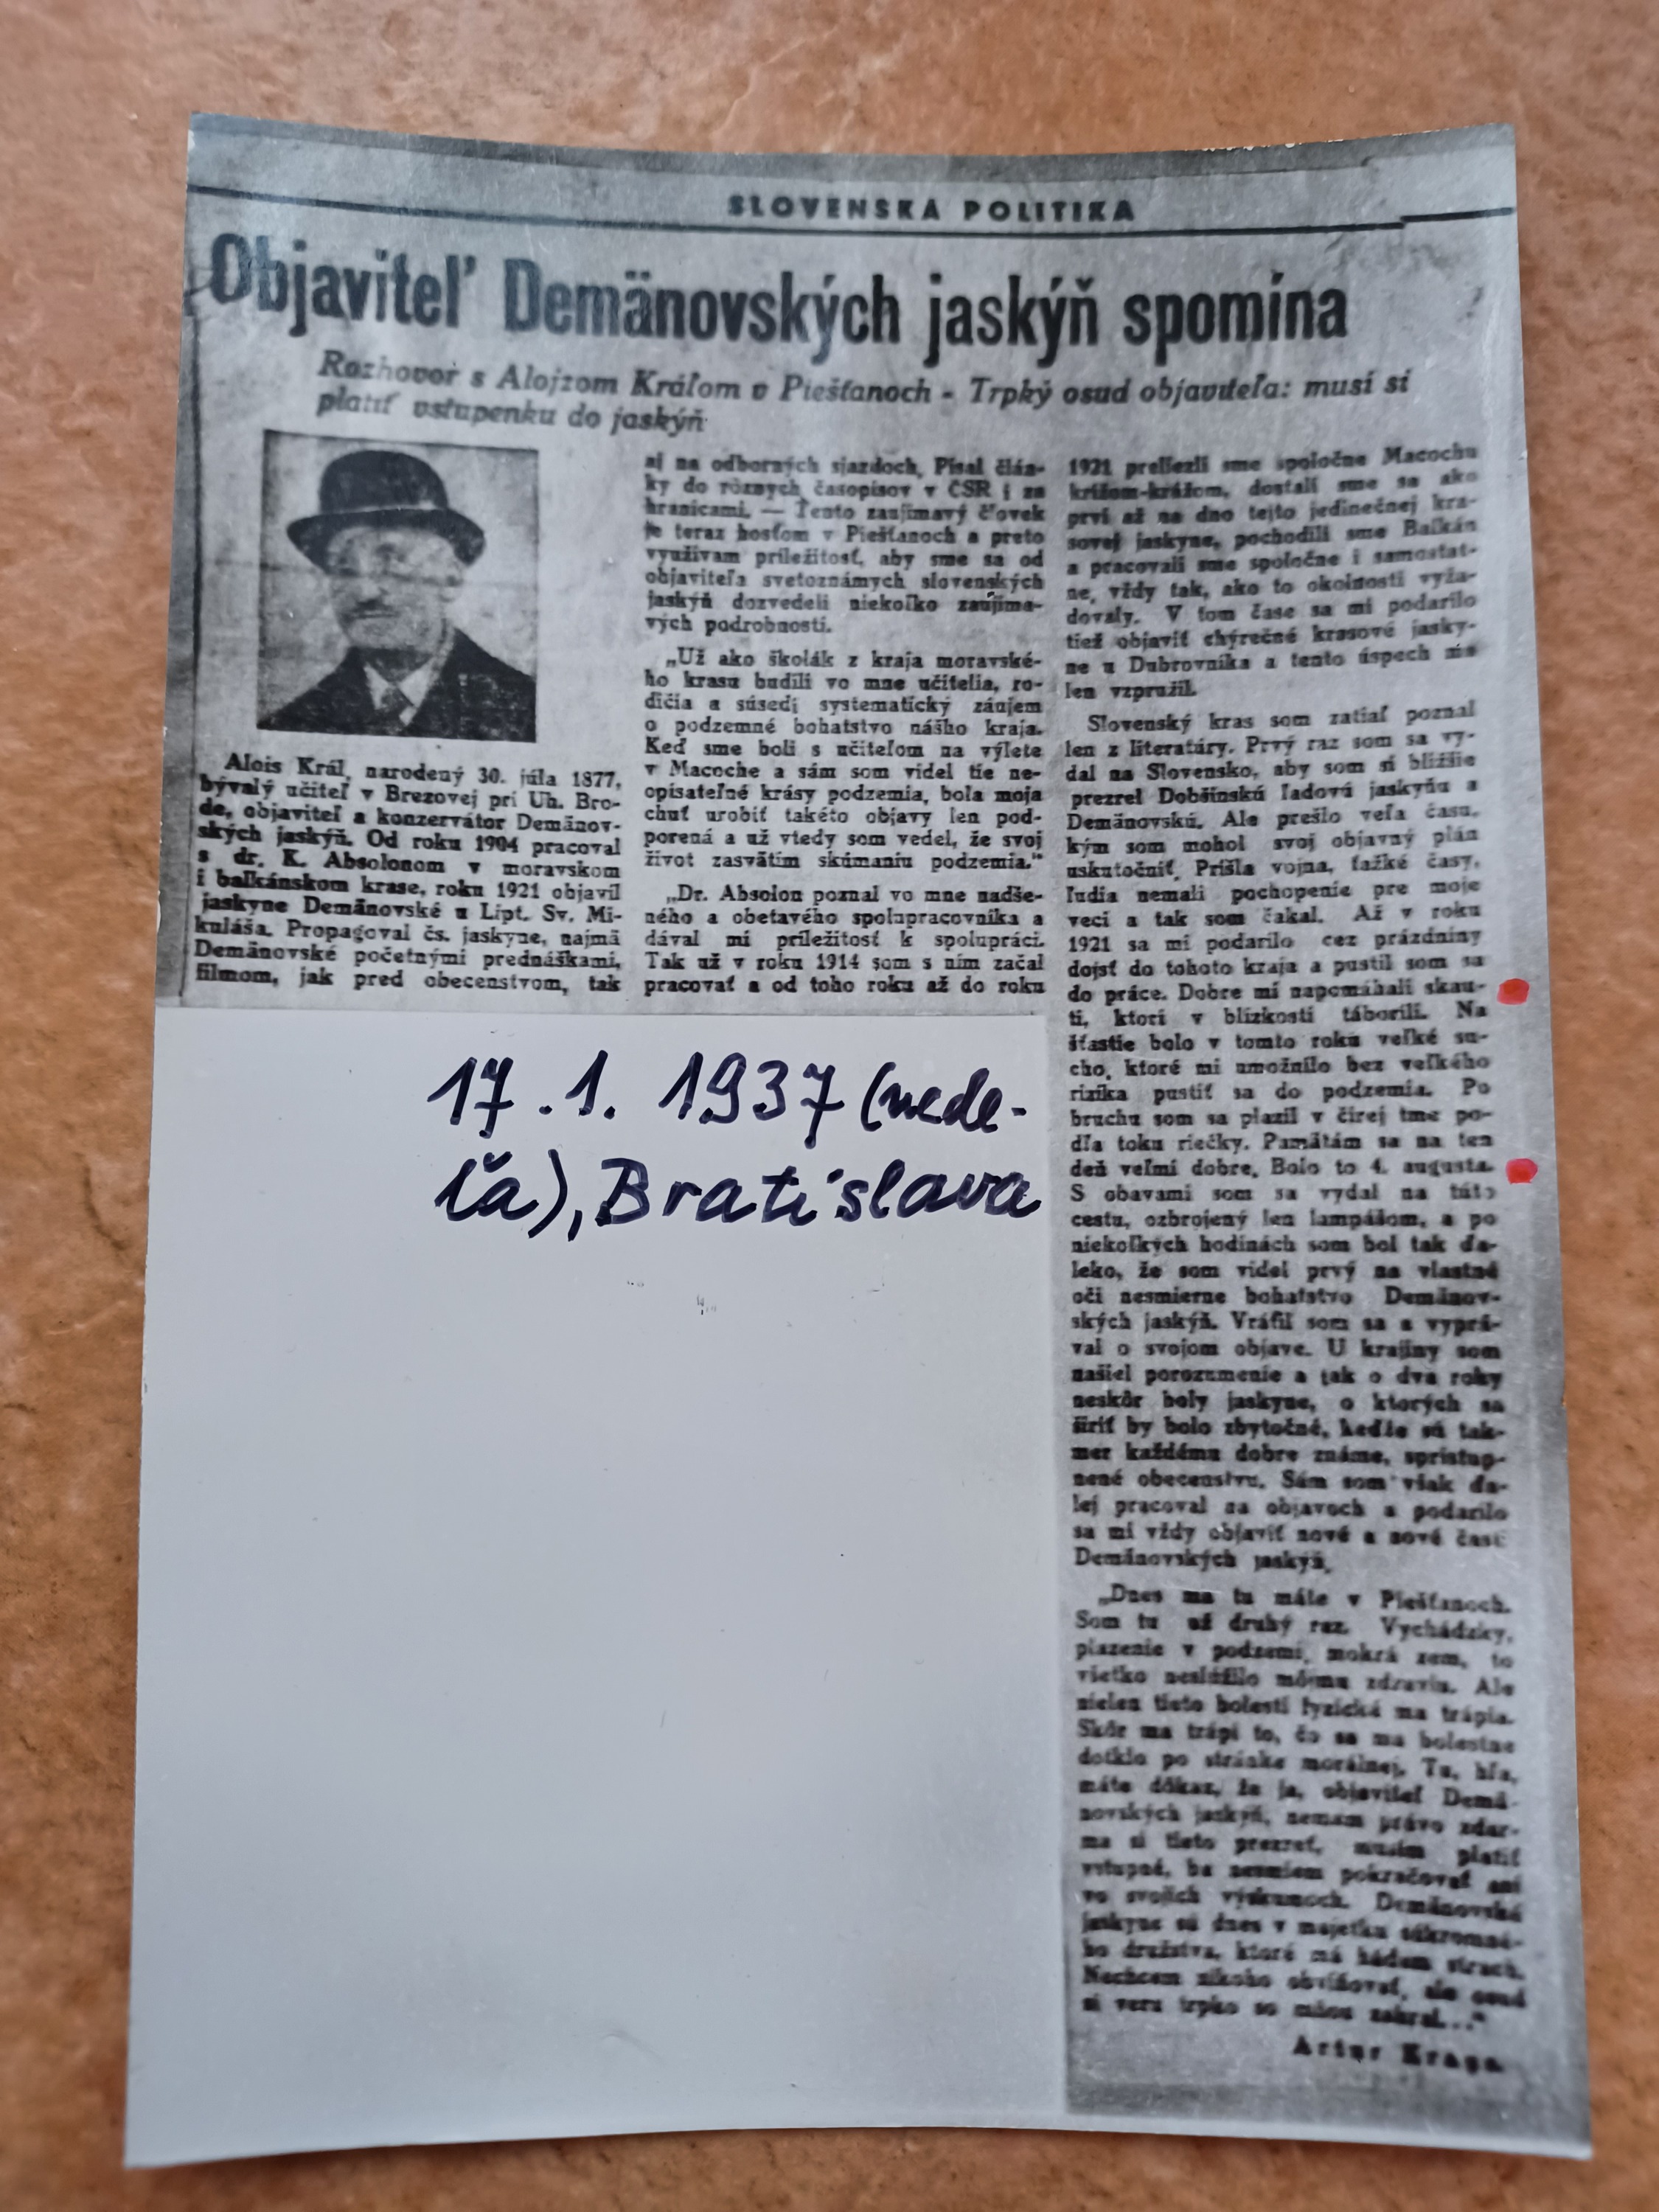 SLOVENSKA POLITIKA
Objaviteľ Demänovských jaskýň spomína
Rozhovor s Alojzom Kráľom v Piešťanoch - Trpký osud objaviteľa: musí si
platiť vstupenku do jaskýň
Alois Král, narodený 30. júla 1877,
bývalý učiteľ v Brezovej pri Uh. Bro-
de, objaviteľ a konzervátor Demänov-
ských jaskýň. Od roku 1904 pracoval
s dr. K. Absolonom v moravskom
i balkánskom krase, roku 1921 objavil
jaskyne Demänovské u Lipt. Sv. Mi-
kuláša. Propagoval čs. jaskyne, najmä
Demänovské početnými prednáškami,
filmom, jak pred obecenstvom, tak
aj na odborných sjazdoch. Písal člán-
ky do rôznych časopisov v ČSR i za
hranicami. — Tento zaujímavý človek
je teraz hosťom v Piešťanoch a preto
využívam príležitosť, aby sme sa od
objaviteľa svetoznámych slovenských
jaskýň dozvedeli niekoľko zaujíma-
vých podrobností.
„Už ako školák z kraja moravské-
ho krasu budili vo mne učitelia, ro-
dičia a súsedi systematický záujem
o podzemné bohatstvo nášho kraja.
Keď sme boli s učiteľom na výlete
v Macoche a sám som videl tie ne-
opísateľné krásy podzemia, bola moja
chuť urobiť takéto objavy len pod-
porená a už vtedy som vedel, že svoj
život zasvätím skúmaniu podzemia.“
„Dr. Absolon poznal vo mne nadše-
ného a obetavého spolupracovníka a
dával mi príležitosť k spolupráci.
Tak už v roku 1914 som s ním začal
pracovať a od toho roku až do roku
1921 preliezli sme spoločne Macochu
krížom-krážom, dostali sme sa ako
prví až na dno tejto jedinečnej kra-
sovej jaskyne, pochodili sme Balkán
a pracovali sme spoločne i samostat-
ne, vždy tak, ako to okolnosti vyža-
dovaly. V tom čase sa mi podarilo
tiež objaviť chýrečné krasové jasky-
ne u Dubrovníka a tento úspech ma
len vzpružil.
Slovenský kras som zatiaľ poznal
len z literatúry. Prvý raz som sa vy-
dal na Slovensko, aby som si bližšie
prezrel Dobšinskú ľadovú jaskyňu a
Demänovskú. Ale prešlo veľa času,
kým som mohol svoj objavný plán
uskutočniť. Prišla vojna, ťažké časy,
ľudia nemali pochopenie pre moje
veci a tak som čakal. Až v roku
1921 sa mi podarilo cez prázdniny
dojsť do tohoto kraja a pustil som sa
do práce. Dobre mi napomáhali skau-
ti, ktorí v blízkosti táborili. Na
šťastie bolo v tomto roku veľké su-
cho, ktoré mi umožnilo bez veľkého
rizika pustiť sa do podzemia. Po
bruchu som sa plazil v čírej tme po-
dľa toku riečky. Pamätám sa na ten
deň veľmi dobre. Bolo to 4. augusta.
S obavami som sa vydal na túto
cestu, ozbrojený len lampášom, a po
niekoľkých hodinách som bol tak ďa-
leko, že som videl prvý na vlastné
oči nesmierne bohatstvo Demänov-
ských jaskýň. Vrátil som sa a vyprá-
val o svojom objave. U krajiny som
našiel porozumenie a tak o dva roky
neskôr boly jaskyne, o ktorých sa
šíriť by bolo zbytočné, keďže sú tak-
mer každému dobre známe, sprístup-
nené obecenstvu. Sám som však ďa-
lej pracoval na objavoch a podarilo
sa mi vždy objaviť nové a nové časti
Demänovských jaskýň.
„Dnes ma tu máte v Piešťanoch.
Som tu už druhý raz. Vychádzky,
plazenie v podzemí, mokrá zem, to
všetko neslúžilo môjmu zdraviu. Ale
nielen tieto bolesti fyzické ma trápia.
Skôr ma trápi to, čo sa ma bolestne
dotklo po stránke morálnej. Tu, hľa,
máte dôkaz, že ja, objaviteľ Demä-
novských jaskýň, nemám právo zdar-
ma si tieto prezreť, musím platiť
vstupné, ba nesmiem pokračovať ani
vo svojich výskumoch. Demänovské
jaskyne sú dnes v majetku súkromné-
ho družstva, ktoré má hádam strach.
Nechcem nikoho obviňovať, ale osud
si veru trpko so mnou zahral...“
Artur
17.1. 1937 (nede-
ľa), Bratislava